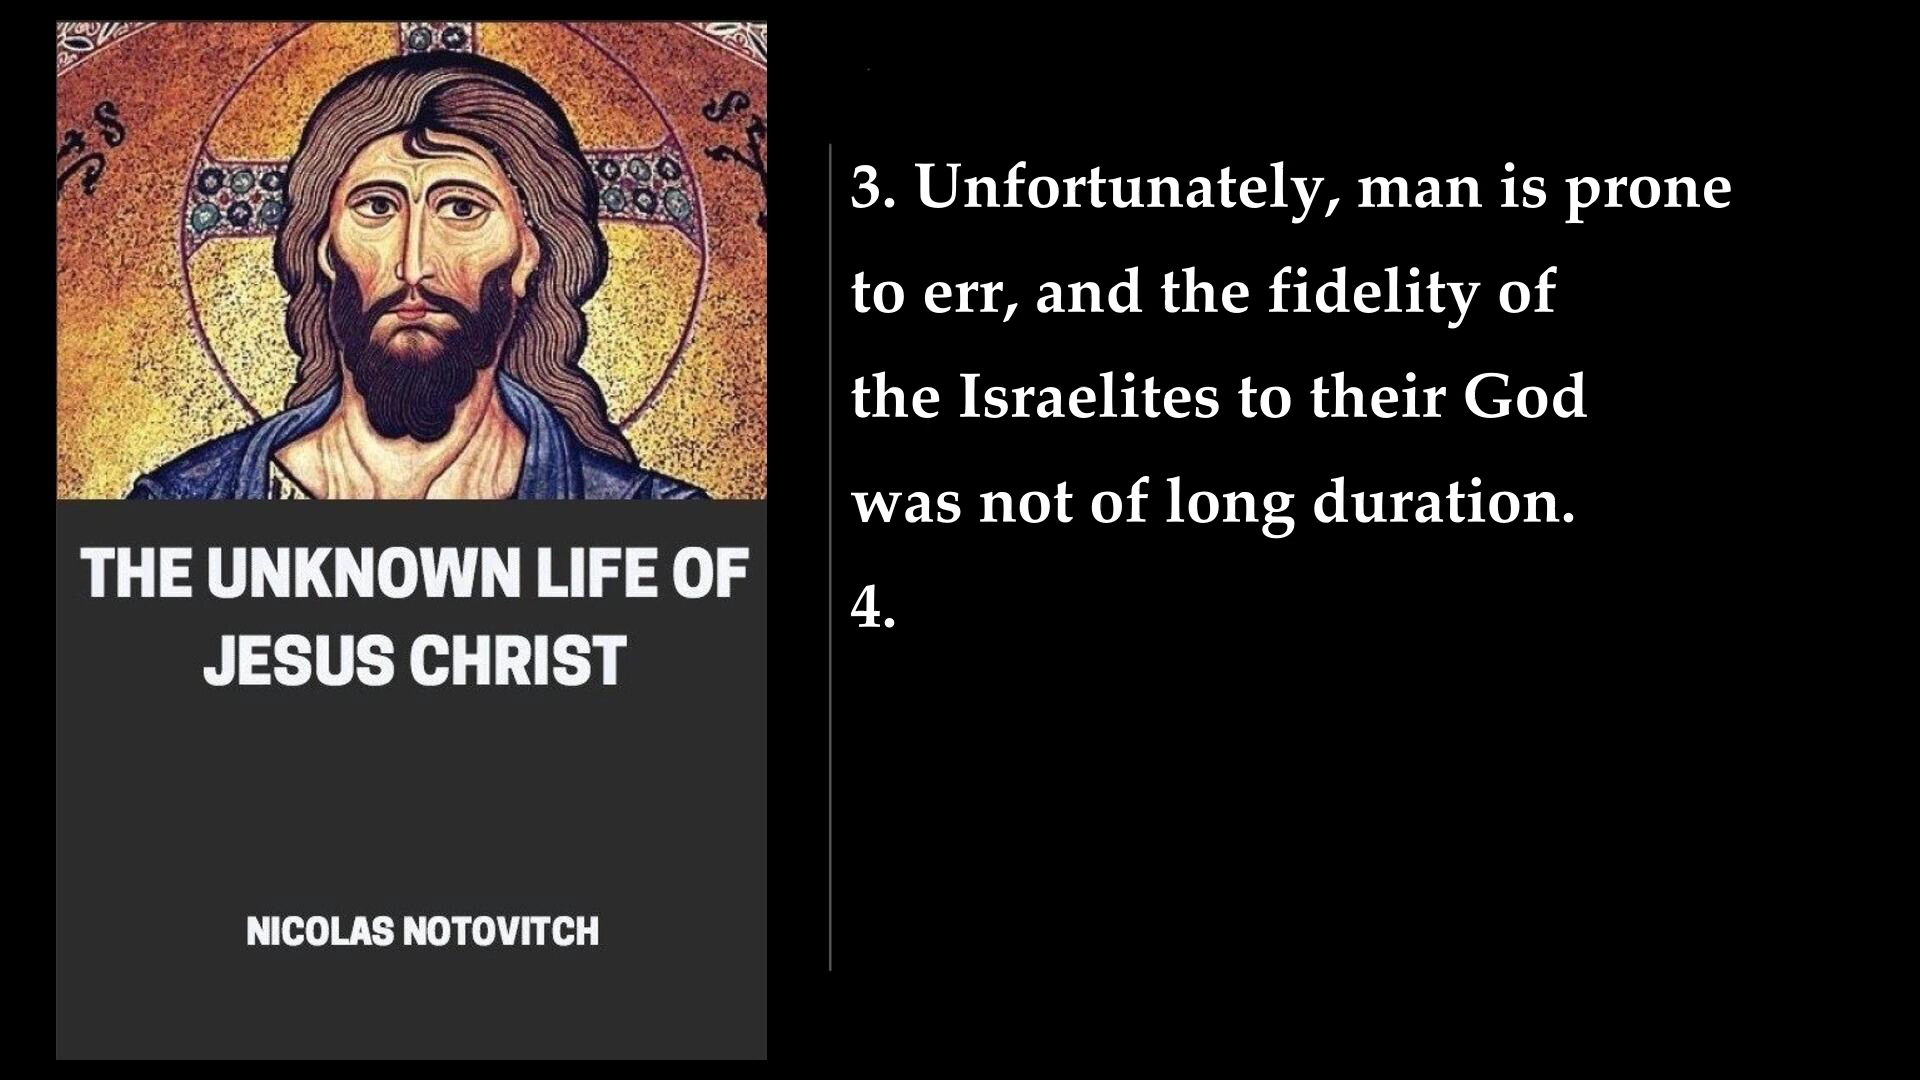 THE UNKNOWN LIFE OF
JESUS CHRIST
NICOLAS NOTOVITCH
3. Unfortunately, man is prone
to err, and the fidelity of
the Israelites to their God
was not of long duration.
4.